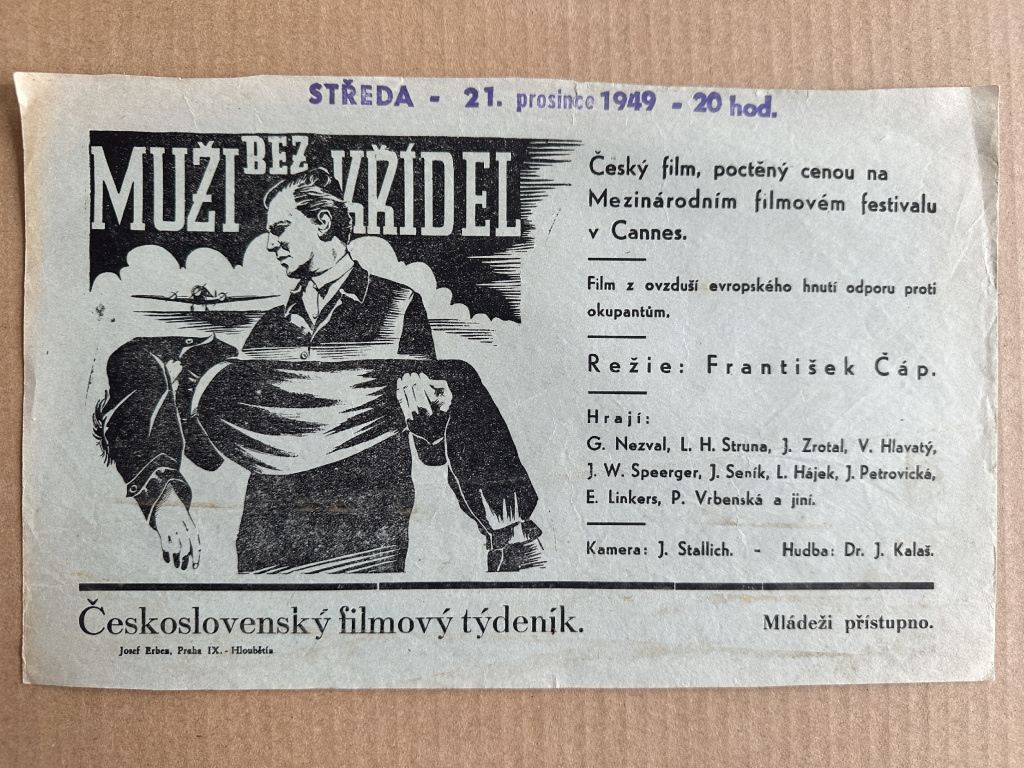 STŘEDA - 21. prosince 1949 - 20 hod.
MUŽI BEZ KŘÍDEL
Český film, poctěný cenou na
Mezinárodním filmovém festivalu
v Cannes.
Film z ovzduší evropského hnutí odporu proti
okupantům.
Režie: František Čáp.
Hrají:
G. Nezval, L. H. Struna, J. Zrotal, V. Hlavatý,
J. W. Speerger, J. Seník, L. Hájek, J. Petrovická,
E. Linkers, P. Vrbenská a jiní.
Kamera: J. Stallich. - Hudba: Dr. J. Kalaš.
Československý filmový týdeník.
Mládeži přístupno.
Josef Erben, Praha IX. - Hloubětín